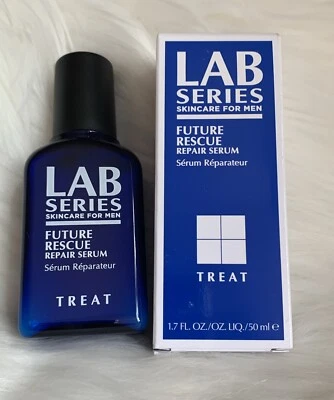 LAB
SERIES
SKINCARE FOR MEN
FUTURE
RESCUE
REPAIR SERUM
Sérum Réparateur
TREAT
LAB
SERIES
SKINCARE FOR MEN
FUTURE
RESCUE
REPAIR SERUM
Sérum Réparateur
TREAT
1.7 FL. OZ./OZ. LIQ./50 ml e